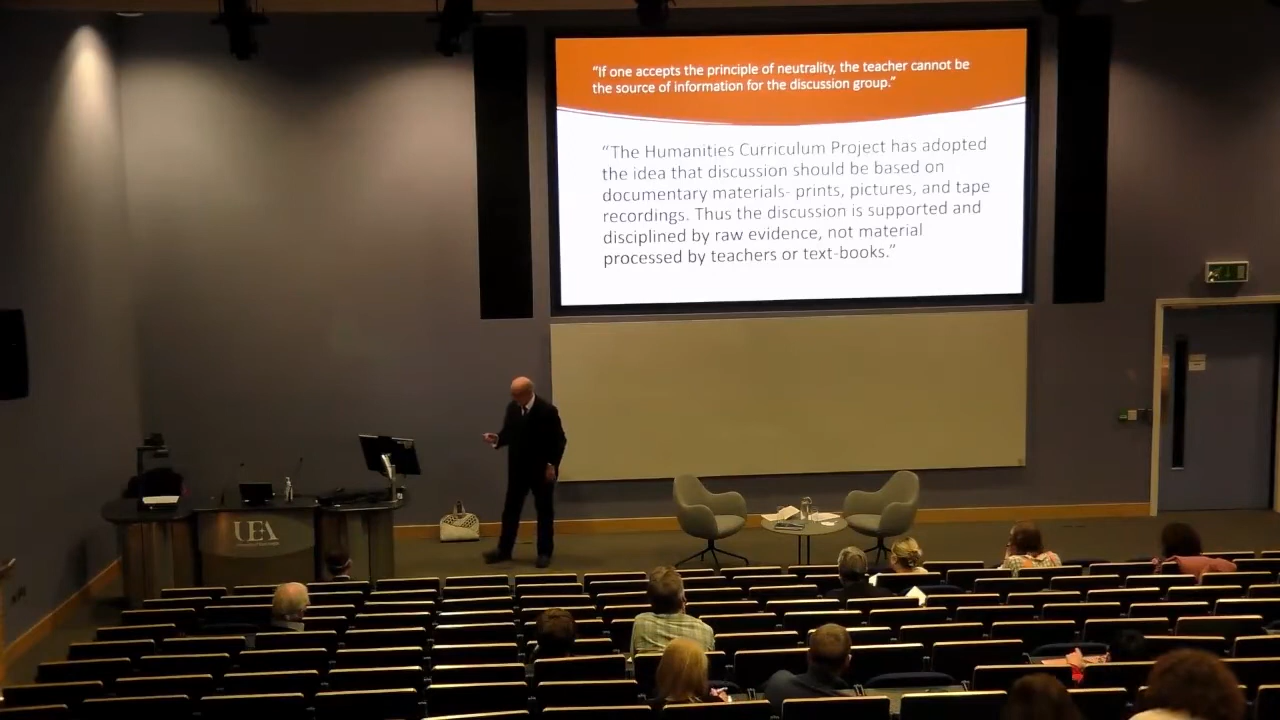 “If one accepts the principle of neutrality, the teacher cannot be
the source of information for the discussion group.”
“The Humanities Curriculum Project has adopted
the idea that discussion should be based on
documentary materials- prints, pictures, and tape
recordings. Thus the discussion is supported and
disciplined by raw evidence, not material
processed by teachers or text-books.”
UEA